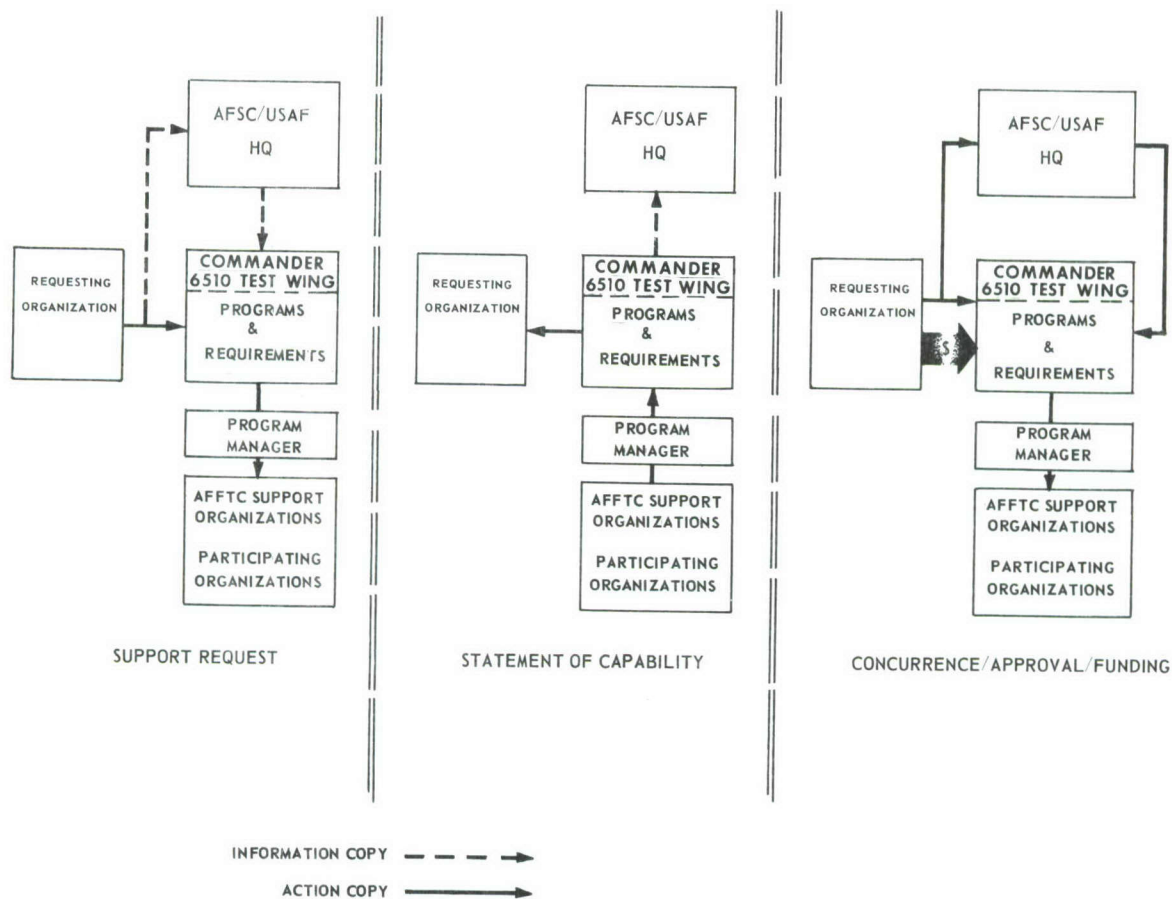 AFSC/USAF
HQ
REQUESTING
ORGANIZATION
COMMANDER
6510 TEST WING
PROGRAMS
&
REQUIREMENTS
PROGRAM
MANAGER
AFFTC SUPPORT
ORGANIZATIONS
PARTICIPATING
ORGANIZATIONS
SUPPORT REQUEST
AFSC/USAF
HQ
REQUESTING
ORGANIZATION
COMMANDER
6510 TEST WING
PROGRAMS
&
REQUIREMENTS
PROGRAM
MANAGER
AFFTC SUPPORT
ORGANIZATIONS
PARTICIPATING
ORGANIZATIONS
STATEMENT OF CAPABILITY
AFSC/USAF
HQ
REQUESTING
ORGANIZATION
$
COMMANDER
6510 TEST WING
PROGRAMS
&
REQUIREMENTS
PROGRAM
MANAGER
AFFTC SUPPORT
ORGANIZATIONS
PARTICIPATING
ORGANIZATIONS
CONCURRENCE/APPROVAL/FUNDING
INFORMATION COPY
ACTION COPY